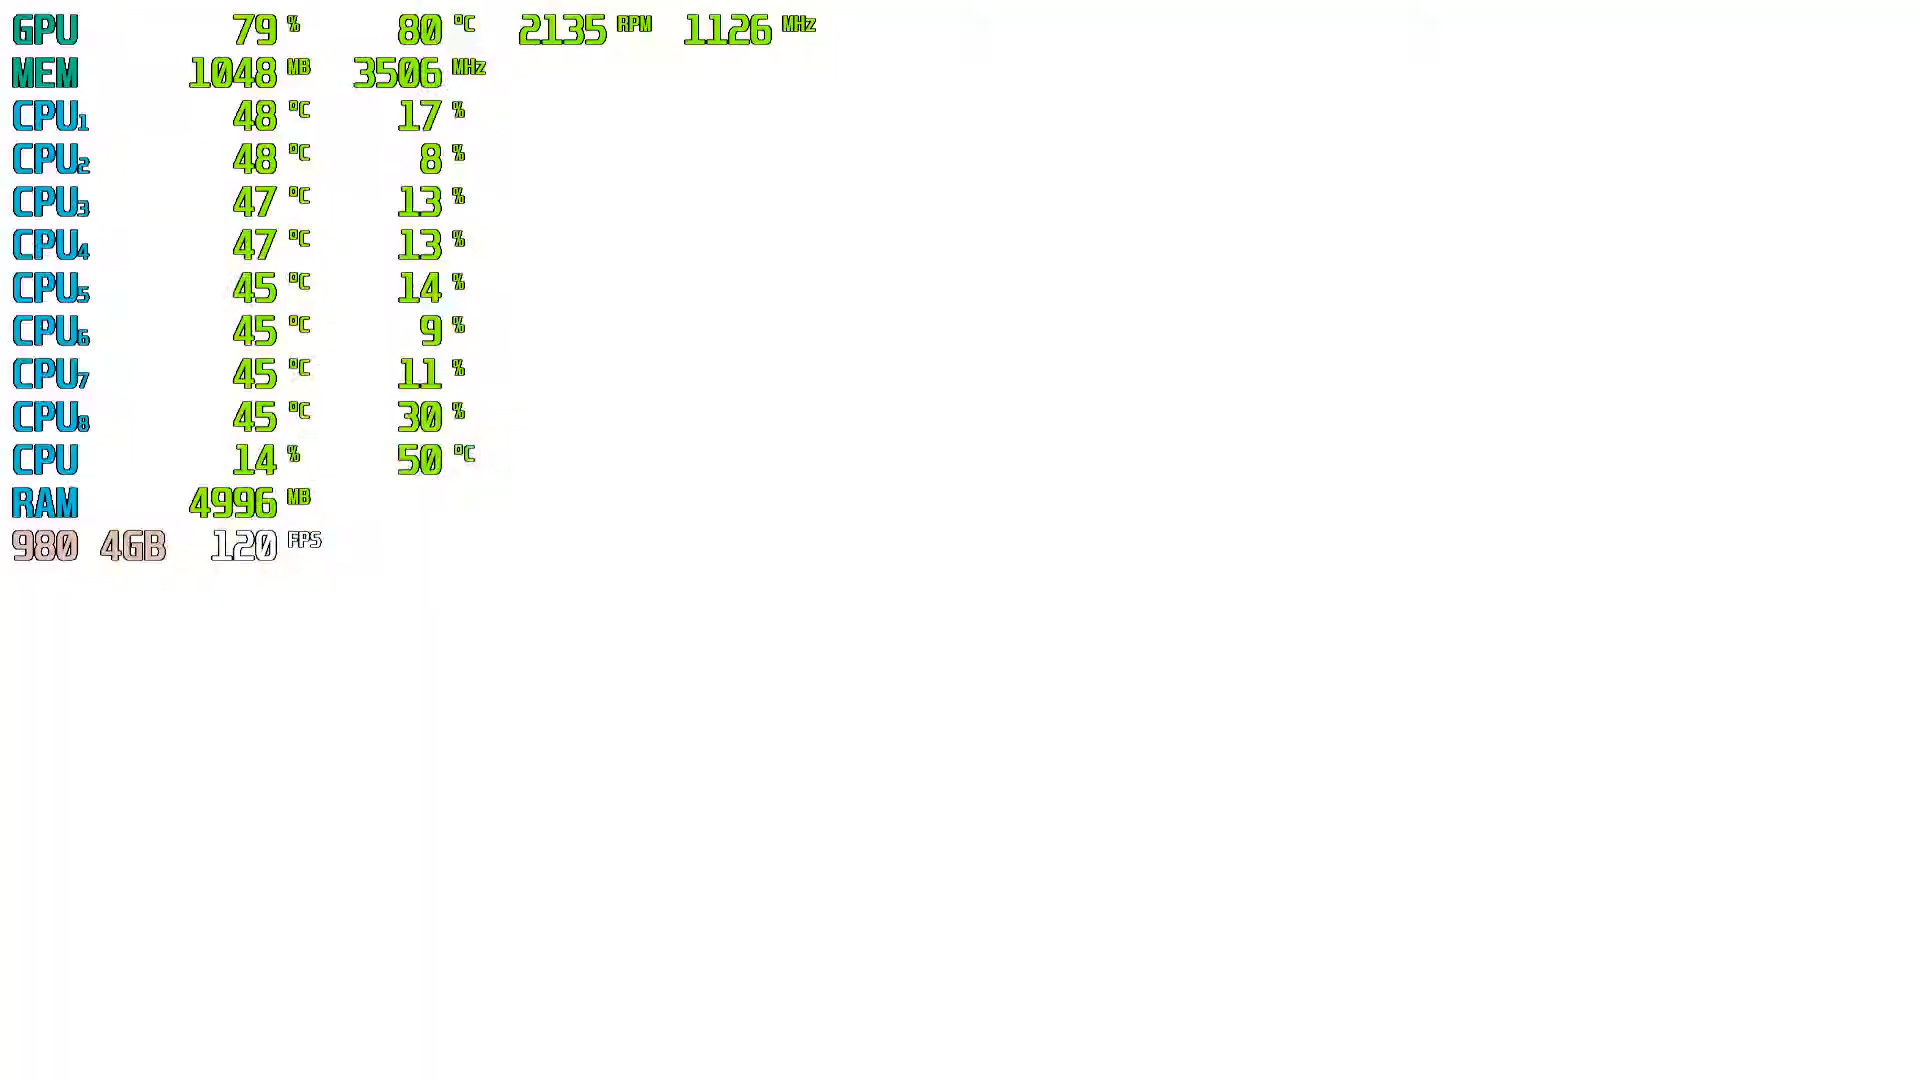 GPU 79 % 80 °C 2135 RPM 1126 MHz
MEM 1048 MB 3506 MHz
CPU1 48 °C 17 %
CPU2 48 °C 8 %
CPU3 47 °C 13 %
CPU4 47 °C 13 %
CPU5 45 °C 14 %
CPU6 45 °C 9 %
CPU7 45 °C 11 %
CPU8 45 °C 30 %
CPU 14 % 50 °C
RAM 4996 MB
980 4GB 120 FPS